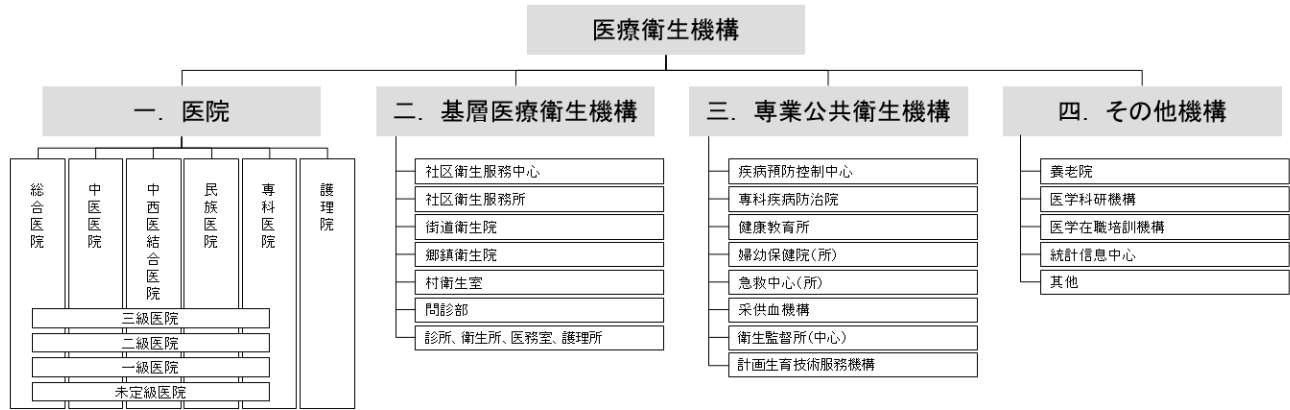 医療衛生機構
一．医院
総合医院
中医医院
中西医結合医院
民族医院
専科医院
護理院
三級医院
二級医院
一級医院
未定級医院
二．基層医療衛生機構
社区衛生服務中心
社区衛生服務所
街道衛生院
郷鎮衛生院
村衛生室
問診部
診所、衛生所、医務室、護理所
三．専業公共衛生機構
疾病預防控制中心
専科疾病防治院
健康教育所
婦幼保健院(所)
急救中心(所)
采供血機構
衛生監督所(中心)
計画生育技術服務機構
四．その他機構
養老院
医学科研機構
医学在職培訓機構
統計信息中心
其他